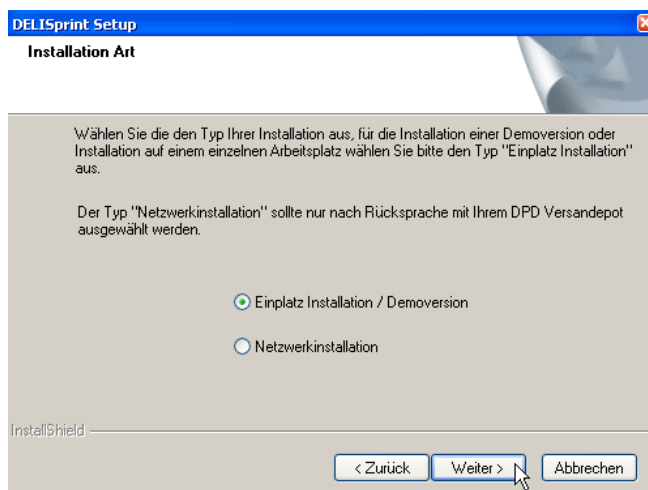 DELISprint Setup
Installation Art
Wählen Sie die den Typ Ihrer Installation aus, für die Installation einer Demoversion oder
Installation auf einem einzelnen Arbeitsplatz wählen Sie bitte den Typ "Einplatz Installation"
aus.
Der Typ "Netzwerkinstallation" sollte nur nach Rücksprache mit Ihrem DPD Versandepot
ausgewählt werden.
Einplatz Installation / Demoversion
Netzwerkinstallation
InstallShield
< Zurück Weiter > Abbrechen